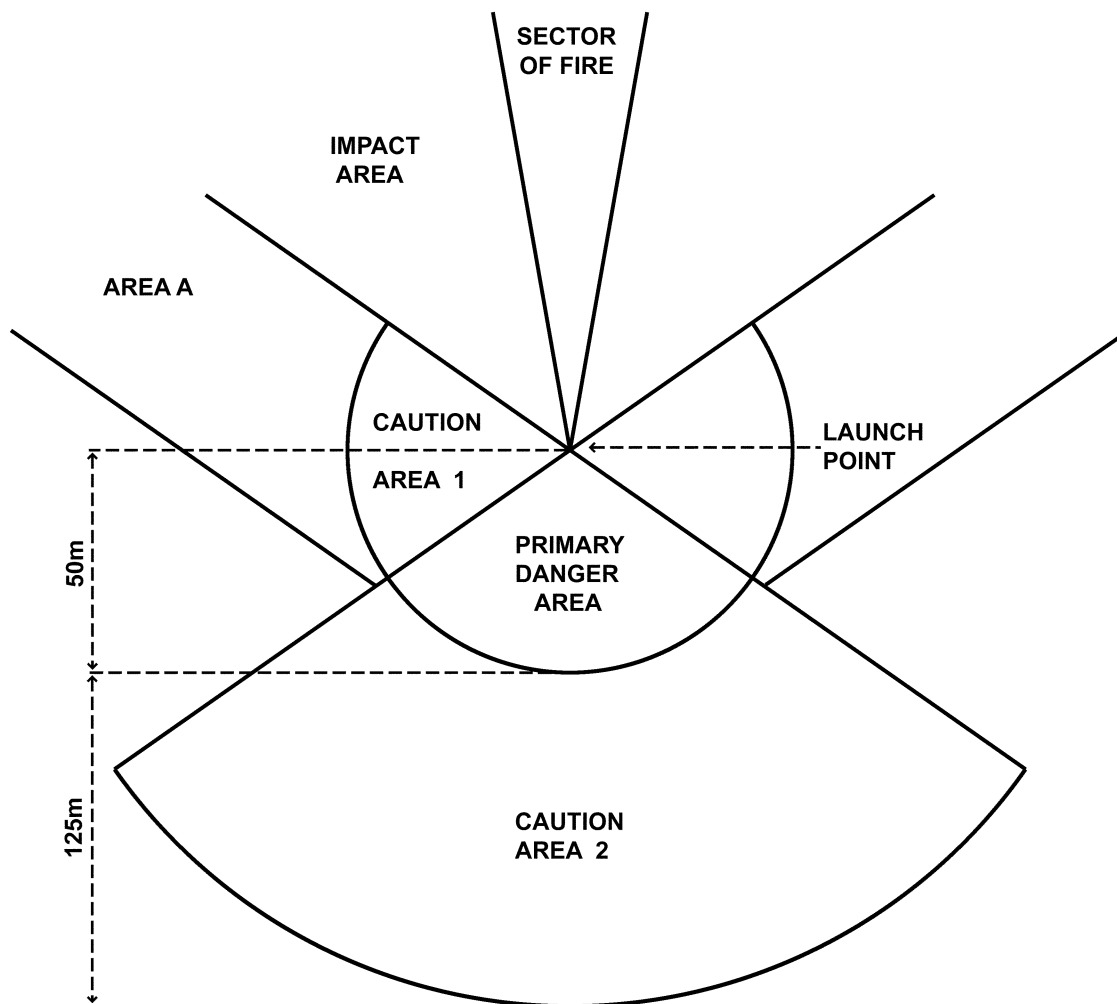 SECTOR
OF FIRE
IMPACT
AREA
AREA A
CAUTION
AREA 1
LAUNCH
POINT
PRIMARY
DANGER
AREA
50m
125m
CAUTION
AREA 2